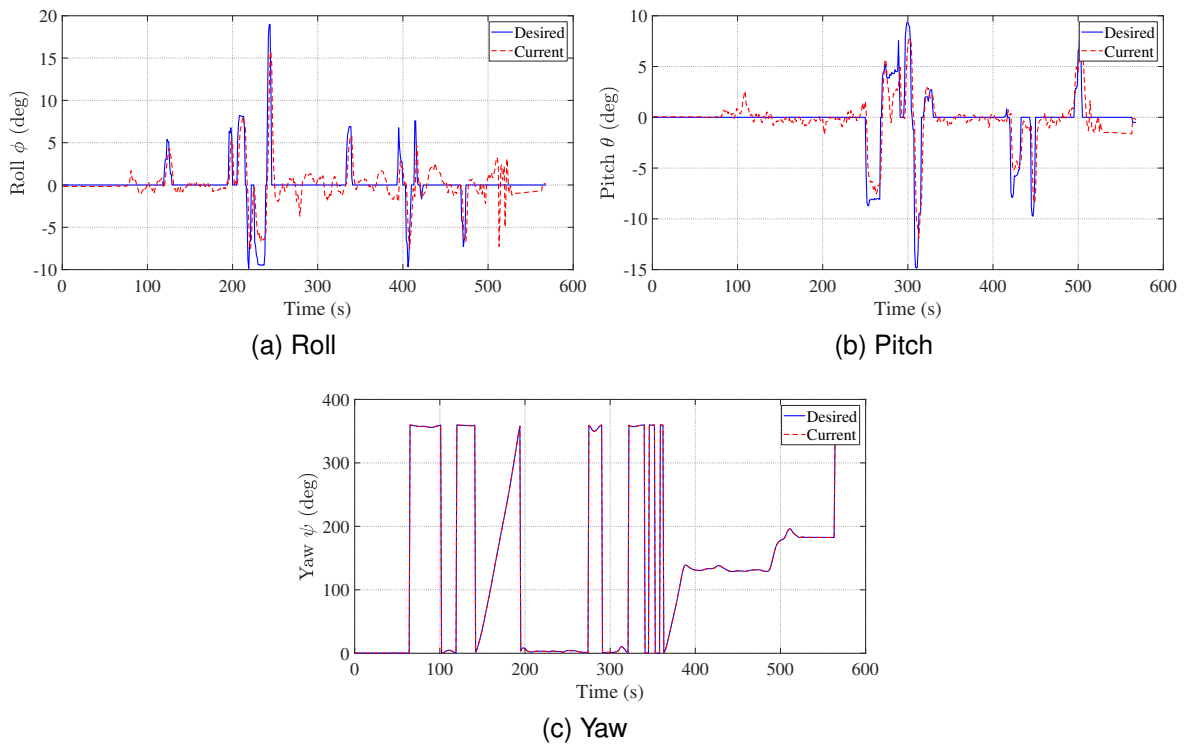 20
15
10
5
0
-5
-10
Roll ϕ (deg)
0 100 200 300 400 500 600
Time (s)
Desired
Current
(a) Roll
10
5
0
-5
-10
-15
Pitch θ (deg)
0 100 200 300 400 500 600
Time (s)
Desired
Current
(b) Pitch
400
300
200
100
0
Yaw ψ (deg)
0 100 200 300 400 500 600
Time (s)
Desired
Current
(c) Yaw